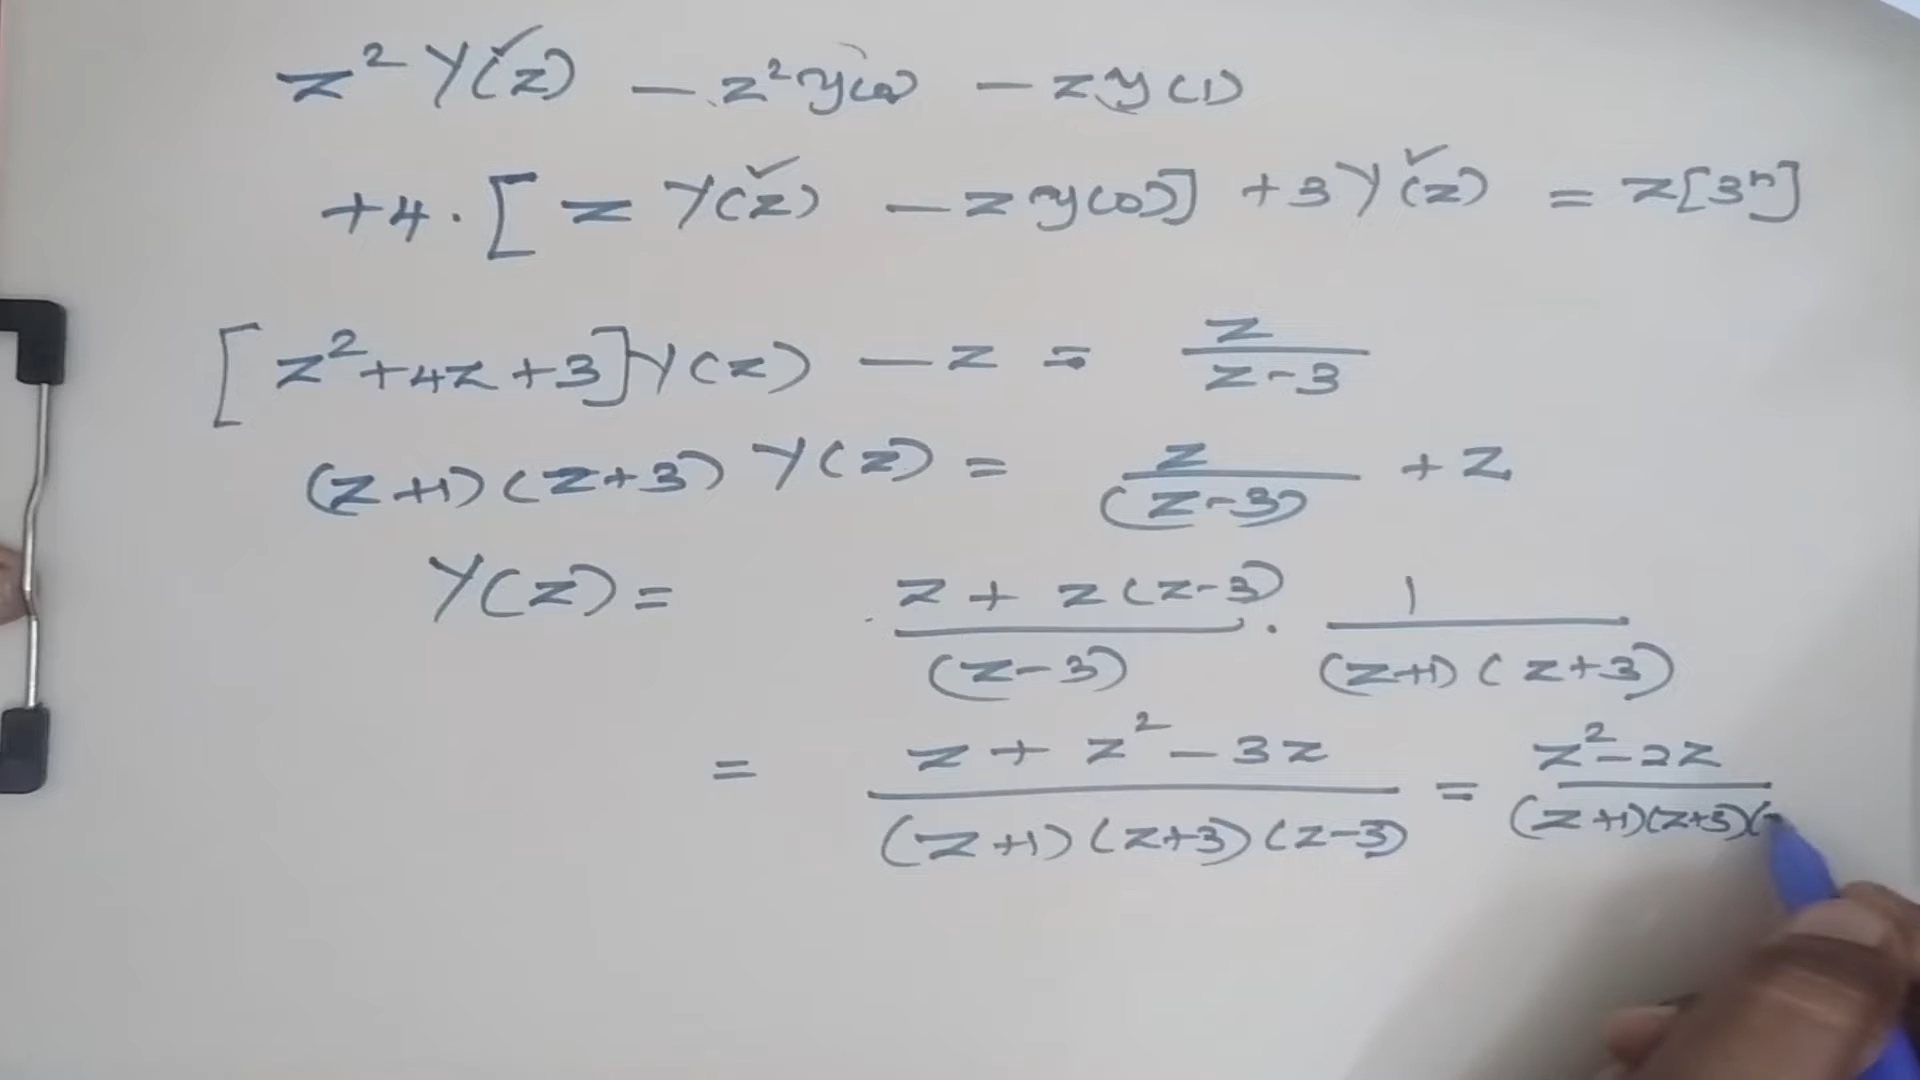 z² Y(z) - z² y(0) - z y(1)
+4 · [ z Y(z) - z y(0)] + 3 Y(z) = z[3ⁿ]
[ z² + 4z + 3] Y(z) - z = z / (z-3)
(z+1) (z+3) Y(z) = z / (z-3) + z
Y(z) = z + z(z-3) / (z-3) · 1 / (z+1) (z+3)
= z + z² - 3z / (z+1) (z+3) (z-3) = z² - 2z / (z+1)(z+3)(